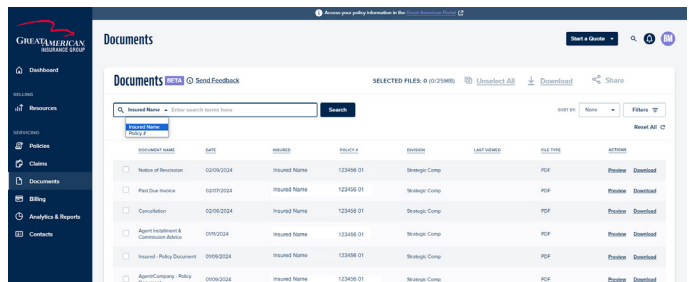 Access your policy information in the Great American Portal
GREATAMERICAN
INSURANCE GROUP
Documents
Start a Quote
BM
Dashboard
SELLING
Resources
SERVICING
Policies
Claims
Documents
Billing
Analytics & Reports
Contacts
Documents BETA Send Feedback
SELECTED FILES: 0 (0/25MB) Unselect All Download Share
Insured Name Enter search terms here Search
SORT BY: None Filters
Insured Name
Policy #
Reset All
DOCUMENT NAME DATE INSURED POLICY # DIVISION LAST VIEWED FILE TYPE ACTIONS
Notice of Rescission 02/09/2024 Insured Name 123456 01 Strategic Comp PDF Preview Download
Past Due Invoice 02/07/2024 Insured Name 123456 01 Strategic Comp PDF Preview Download
Cancellation 02/06/2024 Insured Name 123456 01 Strategic Comp PDF Preview Download
Agent Installment &
Commission Advice 01/11/2024 Insured Name 123456 01 Strategic Comp PDF Preview Download
Insured - Policy Document 01/09/2024 Insured Name 123456 01 Strategic Comp PDF Preview Download
Agent/Company - Policy
01/09/2024 Insured Name 123456 01 Strategic Comp PDF Preview Download